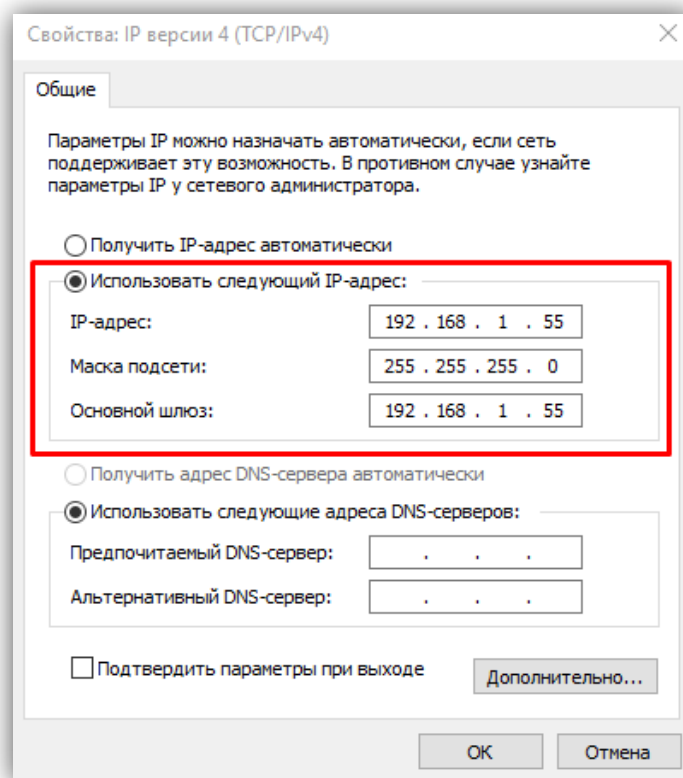 Свойства: IP версии 4 (TCP/IPv4)
Общие
Параметры IP можно назначать автоматически, если сеть
поддерживает эту возможность. В противном случае узнайте
параметры IP у сетевого администратора.
Получить IP-адрес автоматически
Использовать следующий IP-адрес:
IP-адрес: 192 . 168 . 1 . 55
Маска подсети: 255 . 255 . 255 . 0
Основной шлюз: 192 . 168 . 1 . 55
Получить адрес DNS-сервера автоматически
Использовать следующие адреса DNS-серверов:
Предпочитаемый DNS-сервер: . . .
Альтернативный DNS-сервер: . . .
Подтвердить параметры при выходе Дополнительно...
ОК Отмена